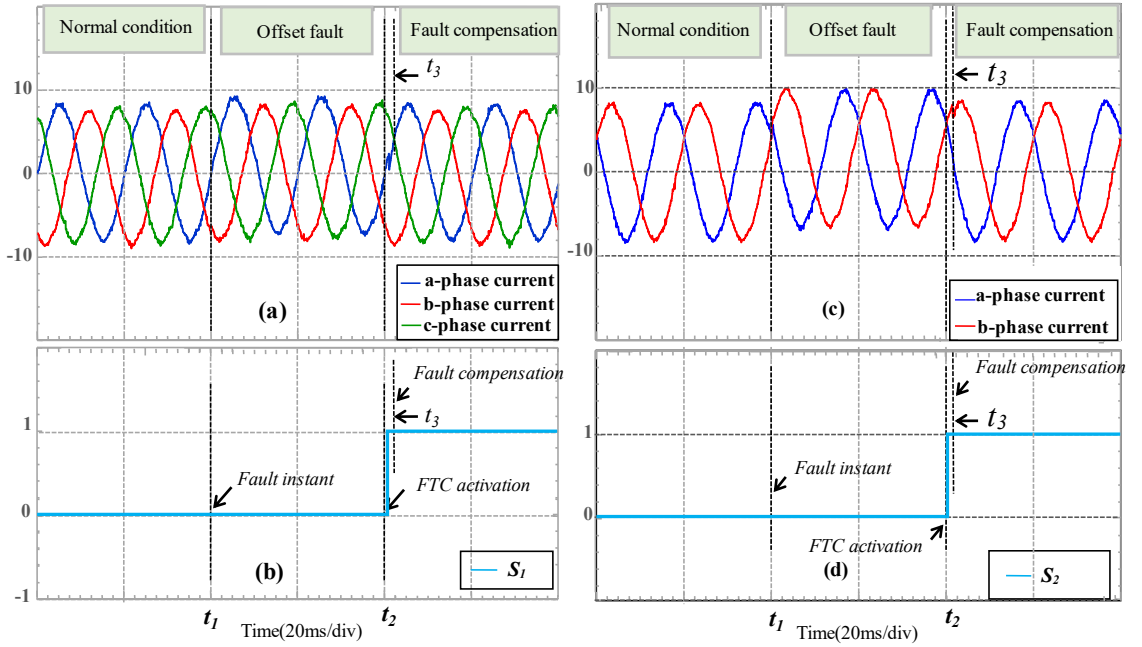 Normal condition
Offset fault
Fault compensation
t3
10
0
-10
a-phase current
b-phase current
c-phase current
(a)
Fault compensation
t3
1
Fault instant
FTC activation
0
(b)
S1
-1
t1
Time(20ms/div)
t2
Normal condition
Offset fault
Fault compensation
t3
10
0
-10
a-phase current
b-phase current
(c)
Fault compensation
t3
1
Fault instant
0
FTC activation
(d)
S2
t1
Time(20ms/div)
t2